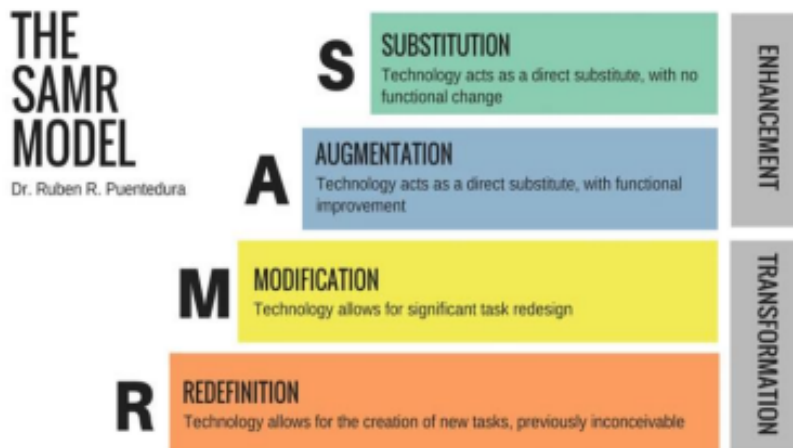 THE
SAMR
MODEL
Dr. Ruben R. Puentedura
S
SUBSTITUTION
Technology acts as a direct substitute, with no
functional change
A
AUGMENTATION
Technology acts as a direct substitute, with functional
improvement
ENHANCEMENT
M
MODIFICATION
Technology allows for significant task redesign
R
REDEFINITION
Technology allows for the creation of new tasks, previously inconceivable
TRANSFORMATION